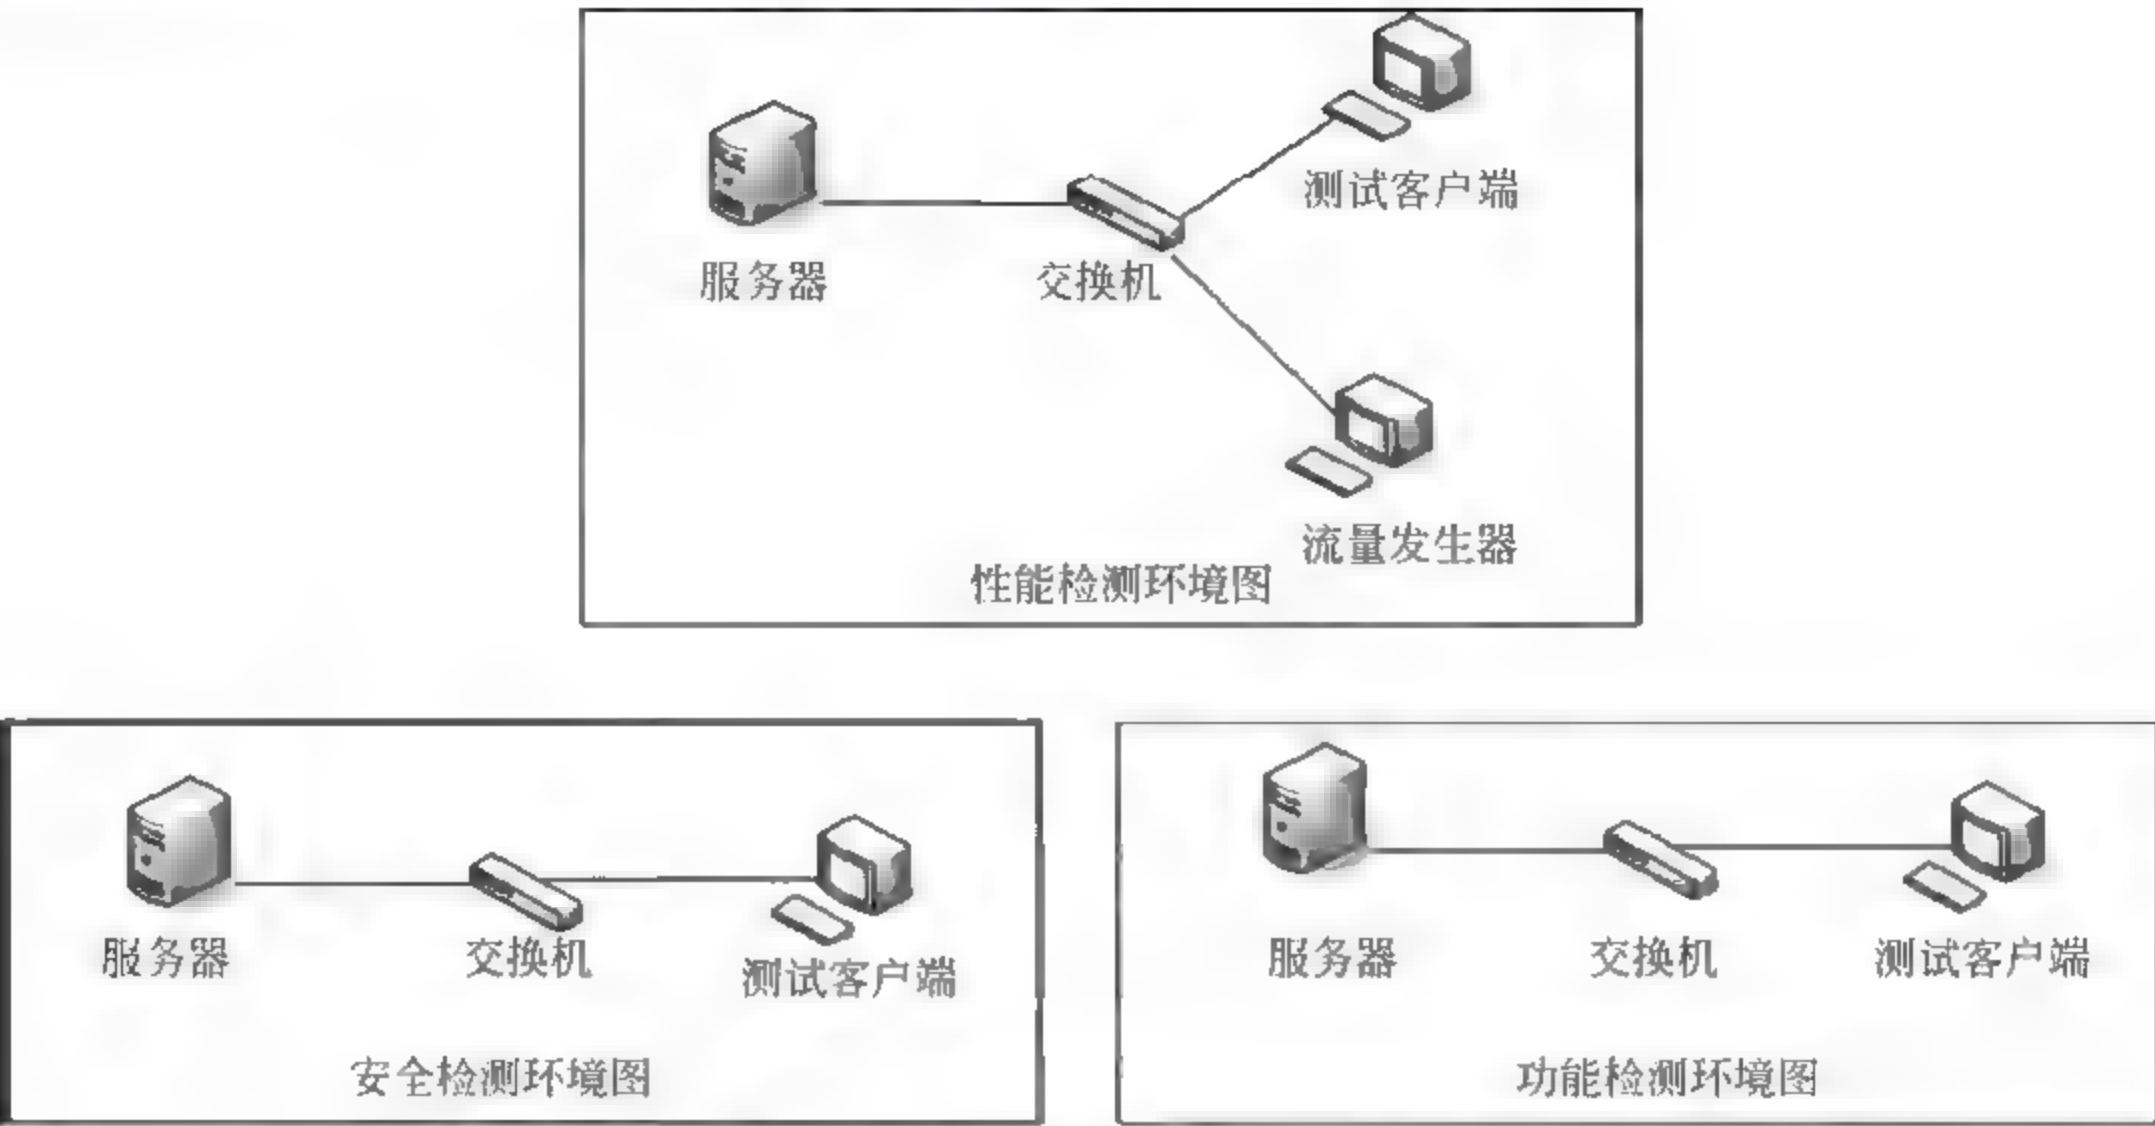 测试客户端
服务器
交换机
流量发生器
性能检测环境图
服务器
交换机
测试客户端
安全检测环境图
服务器
交换机
测试客户端
功能检测环境图